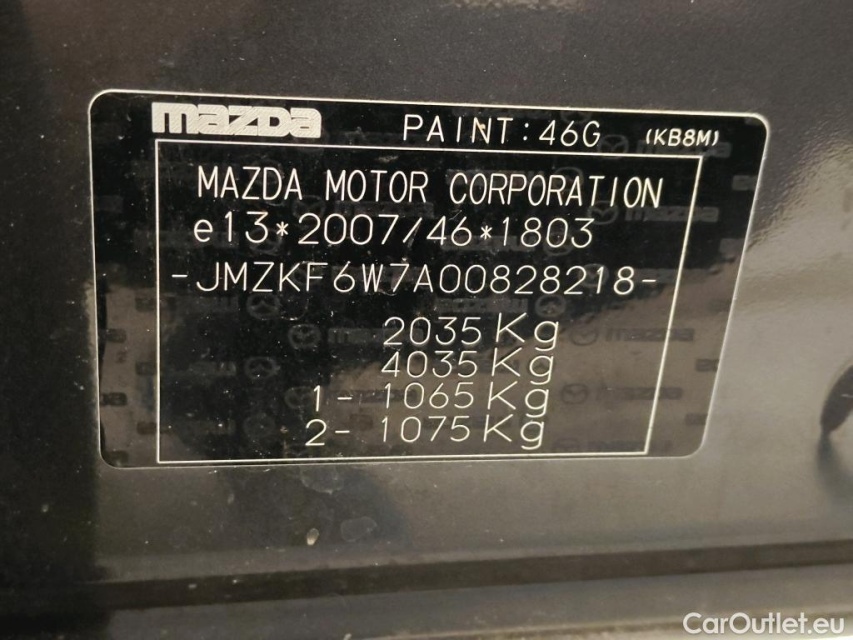 mazda PAINT:46G (KB8M)
MAZDA MOTOR CORPORATION
e13*2007/46*1803
-JMZKF6W7A00828218-
2035Kg
4035Kg
1- 1065Kg
2- 1075Kg
CarOutlet.eu